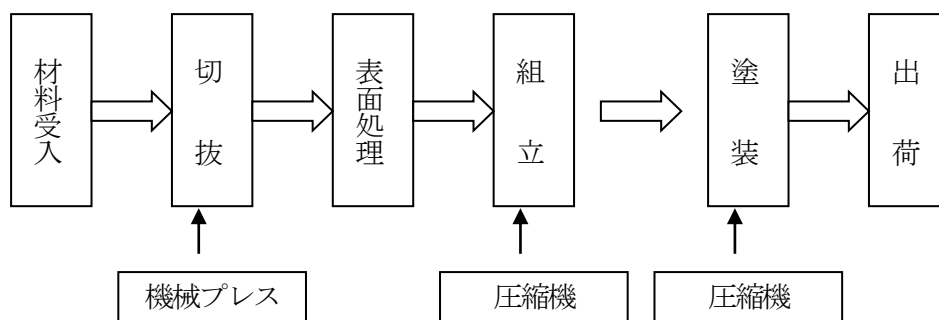 材料受入
切抜
表面処理
組立
塗装
出荷
機械プレス
圧縮機
圧縮機